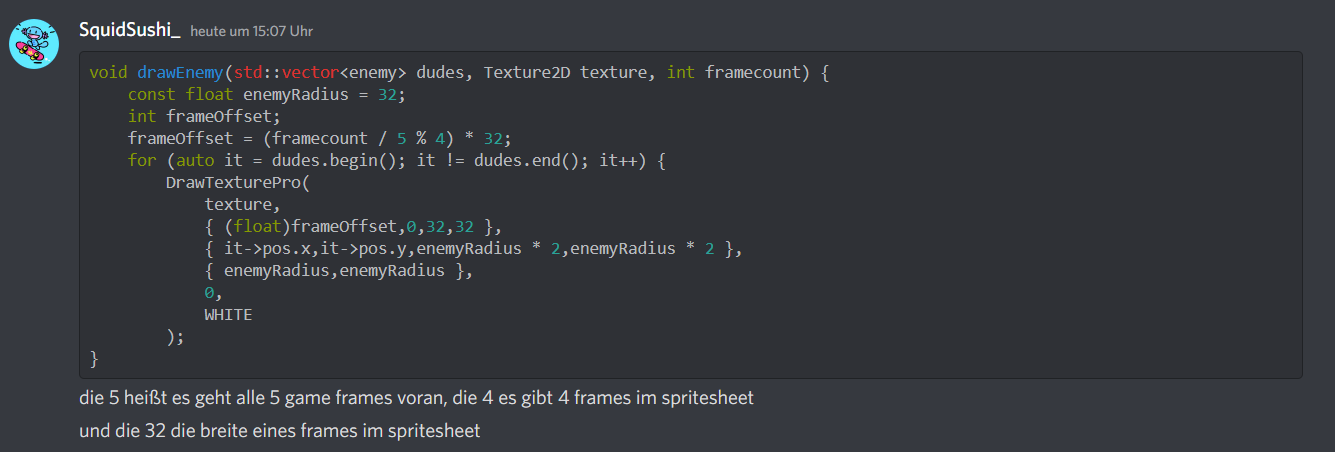 SquidSushi_ heute um 15:07 Uhr
void drawEnemy(std::vector<enemy> dudes, Texture2D texture, int framecount) {
    const float enemyRadius = 32;
    int frameOffset;
    frameOffset = (framecount / 5 % 4) * 32;
    for (auto it = dudes.begin(); it != dudes.end(); it++) {
        DrawTexturePro(
            texture,
            { (float)frameOffset,0,32,32 },
            { it->pos.x,it->pos.y,enemyRadius * 2,enemyRadius * 2 },
            { enemyRadius,enemyRadius },
            0,
            WHITE
        );
}
die 5 heißt es geht alle 5 game frames voran, die 4 es gibt 4 frames im spritesheet
und die 32 die breite eines frames im spritesheet